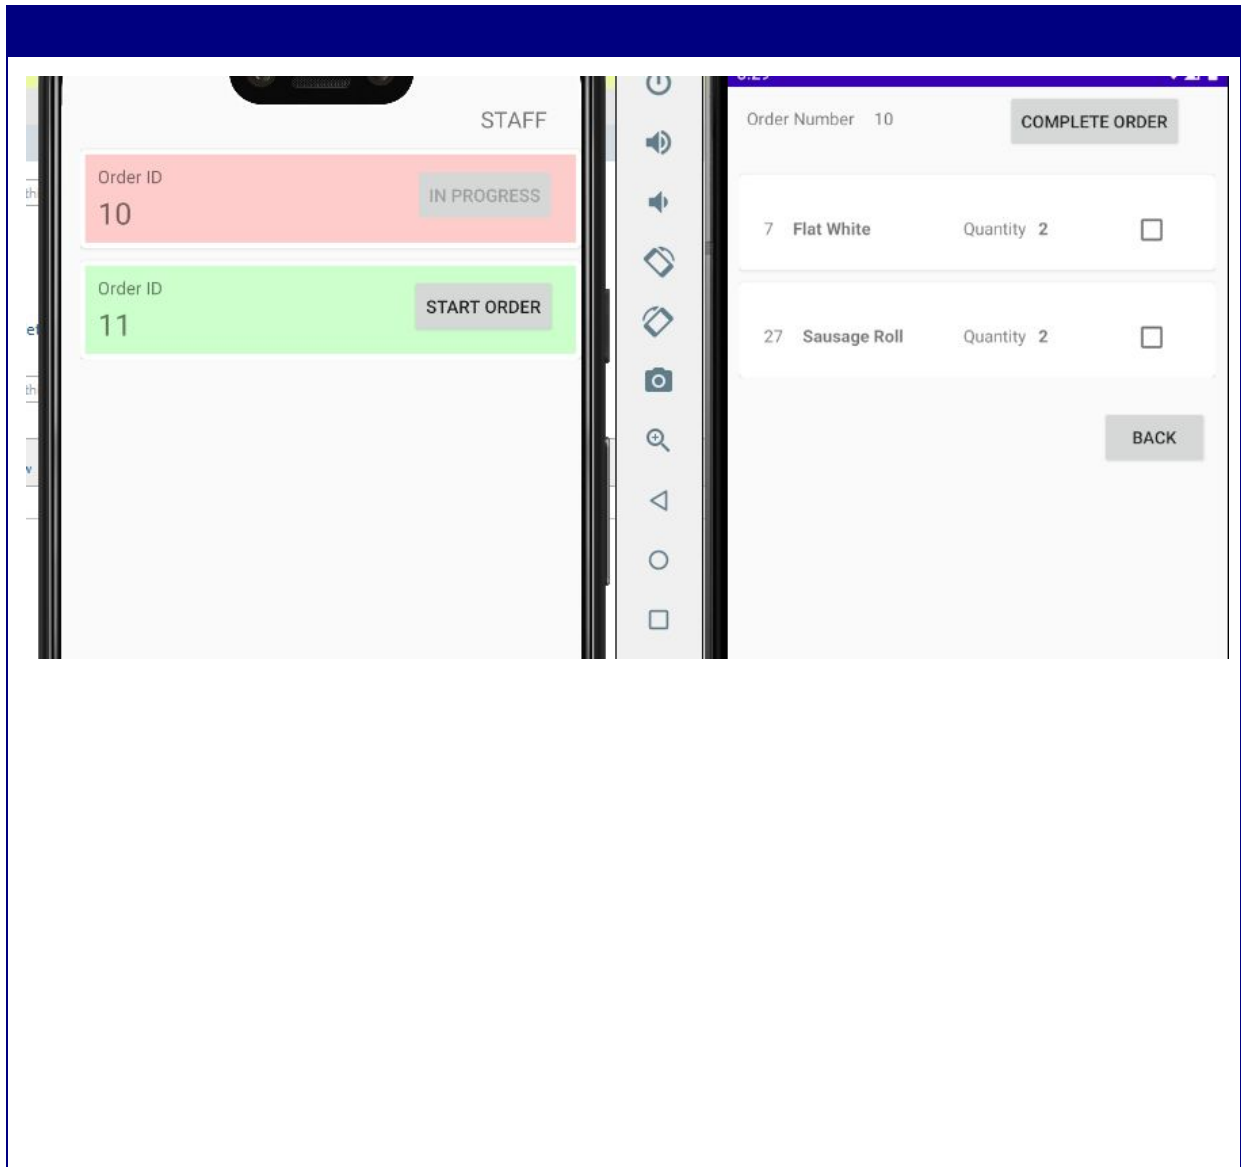 STAFF
Order ID
10
IN PROGRESS
Order ID
11
START ORDER
Order Number 10
COMPLETE ORDER
7 Flat White Quantity 2
27 Sausage Roll Quantity 2
BACK